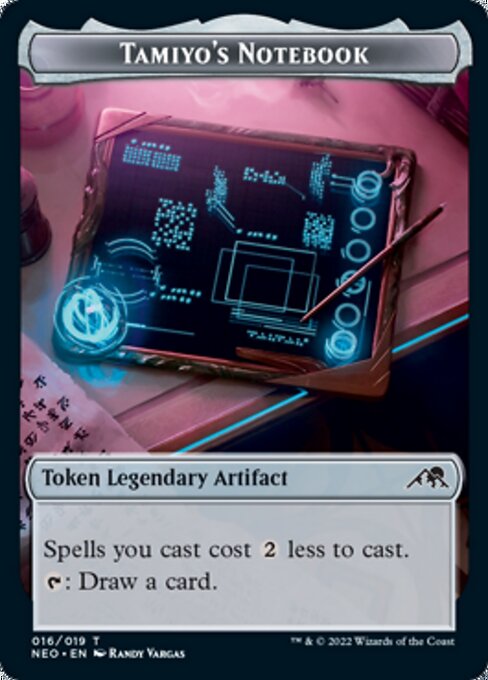 TAMIYO'S NOTEBOOK
Token Legendary Artifact
Spells you cast cost 2 less to cast.
: Draw a card.
016/019 T
NEO • EN RANDY VARGAS
™ & © 2022 Wizards of the Coast